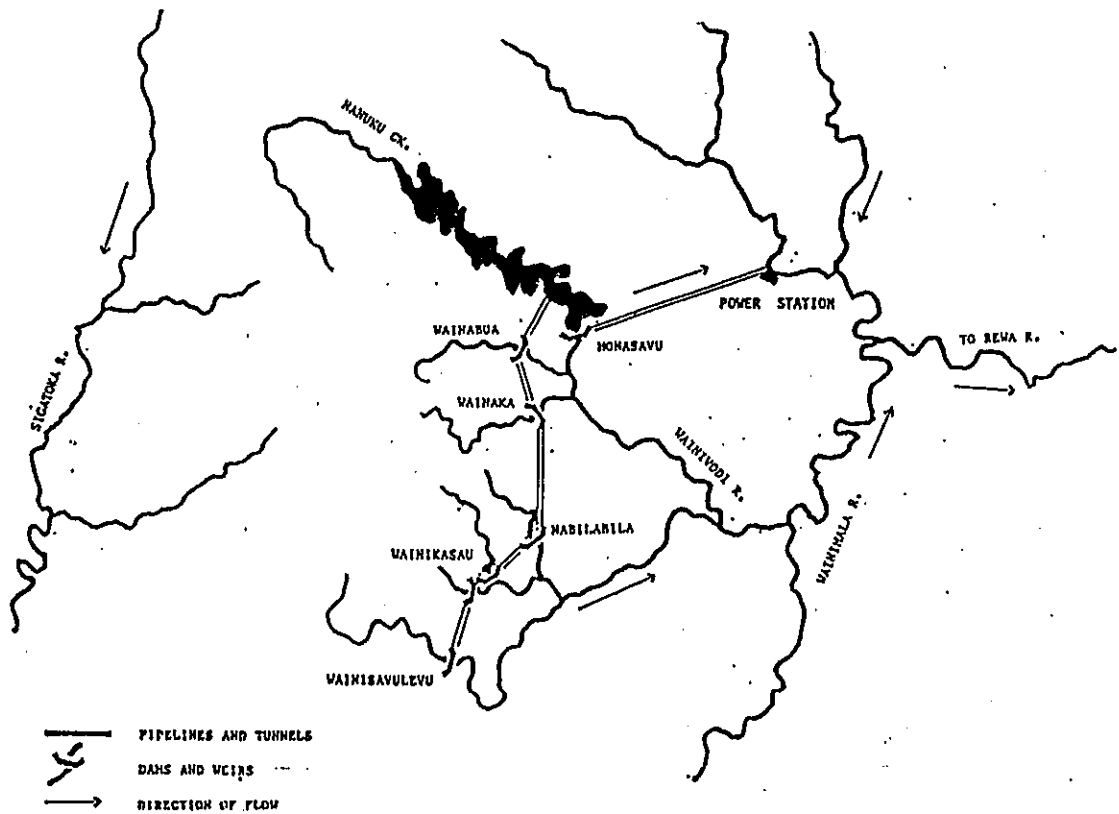 NANUKU CK.
SIGATOKA R.
WAINABUA
MONASAVU
POWER STATION
TO REWA R.
WAINAKA
WAINIVODI R.
NABILABILA
WAINIKASAU
WAINIMALA R.
WAINISAVULEVU
PIPELINES AND TUNNELS
DAMS AND WEIRS
DIRECTION OF FLOW